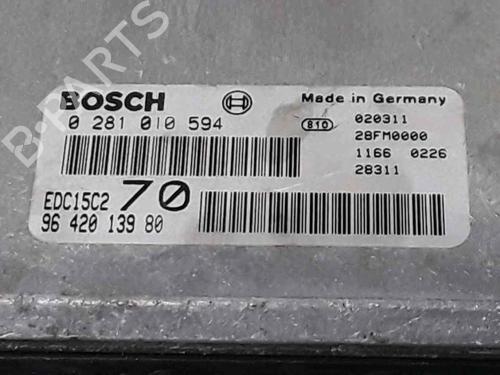 B-PARTS
BOSCH
Made in Germany
0 281 010 594
810
020311
28FM0000
1166 0226
28311
EDC15C2 70
96 420 139 80